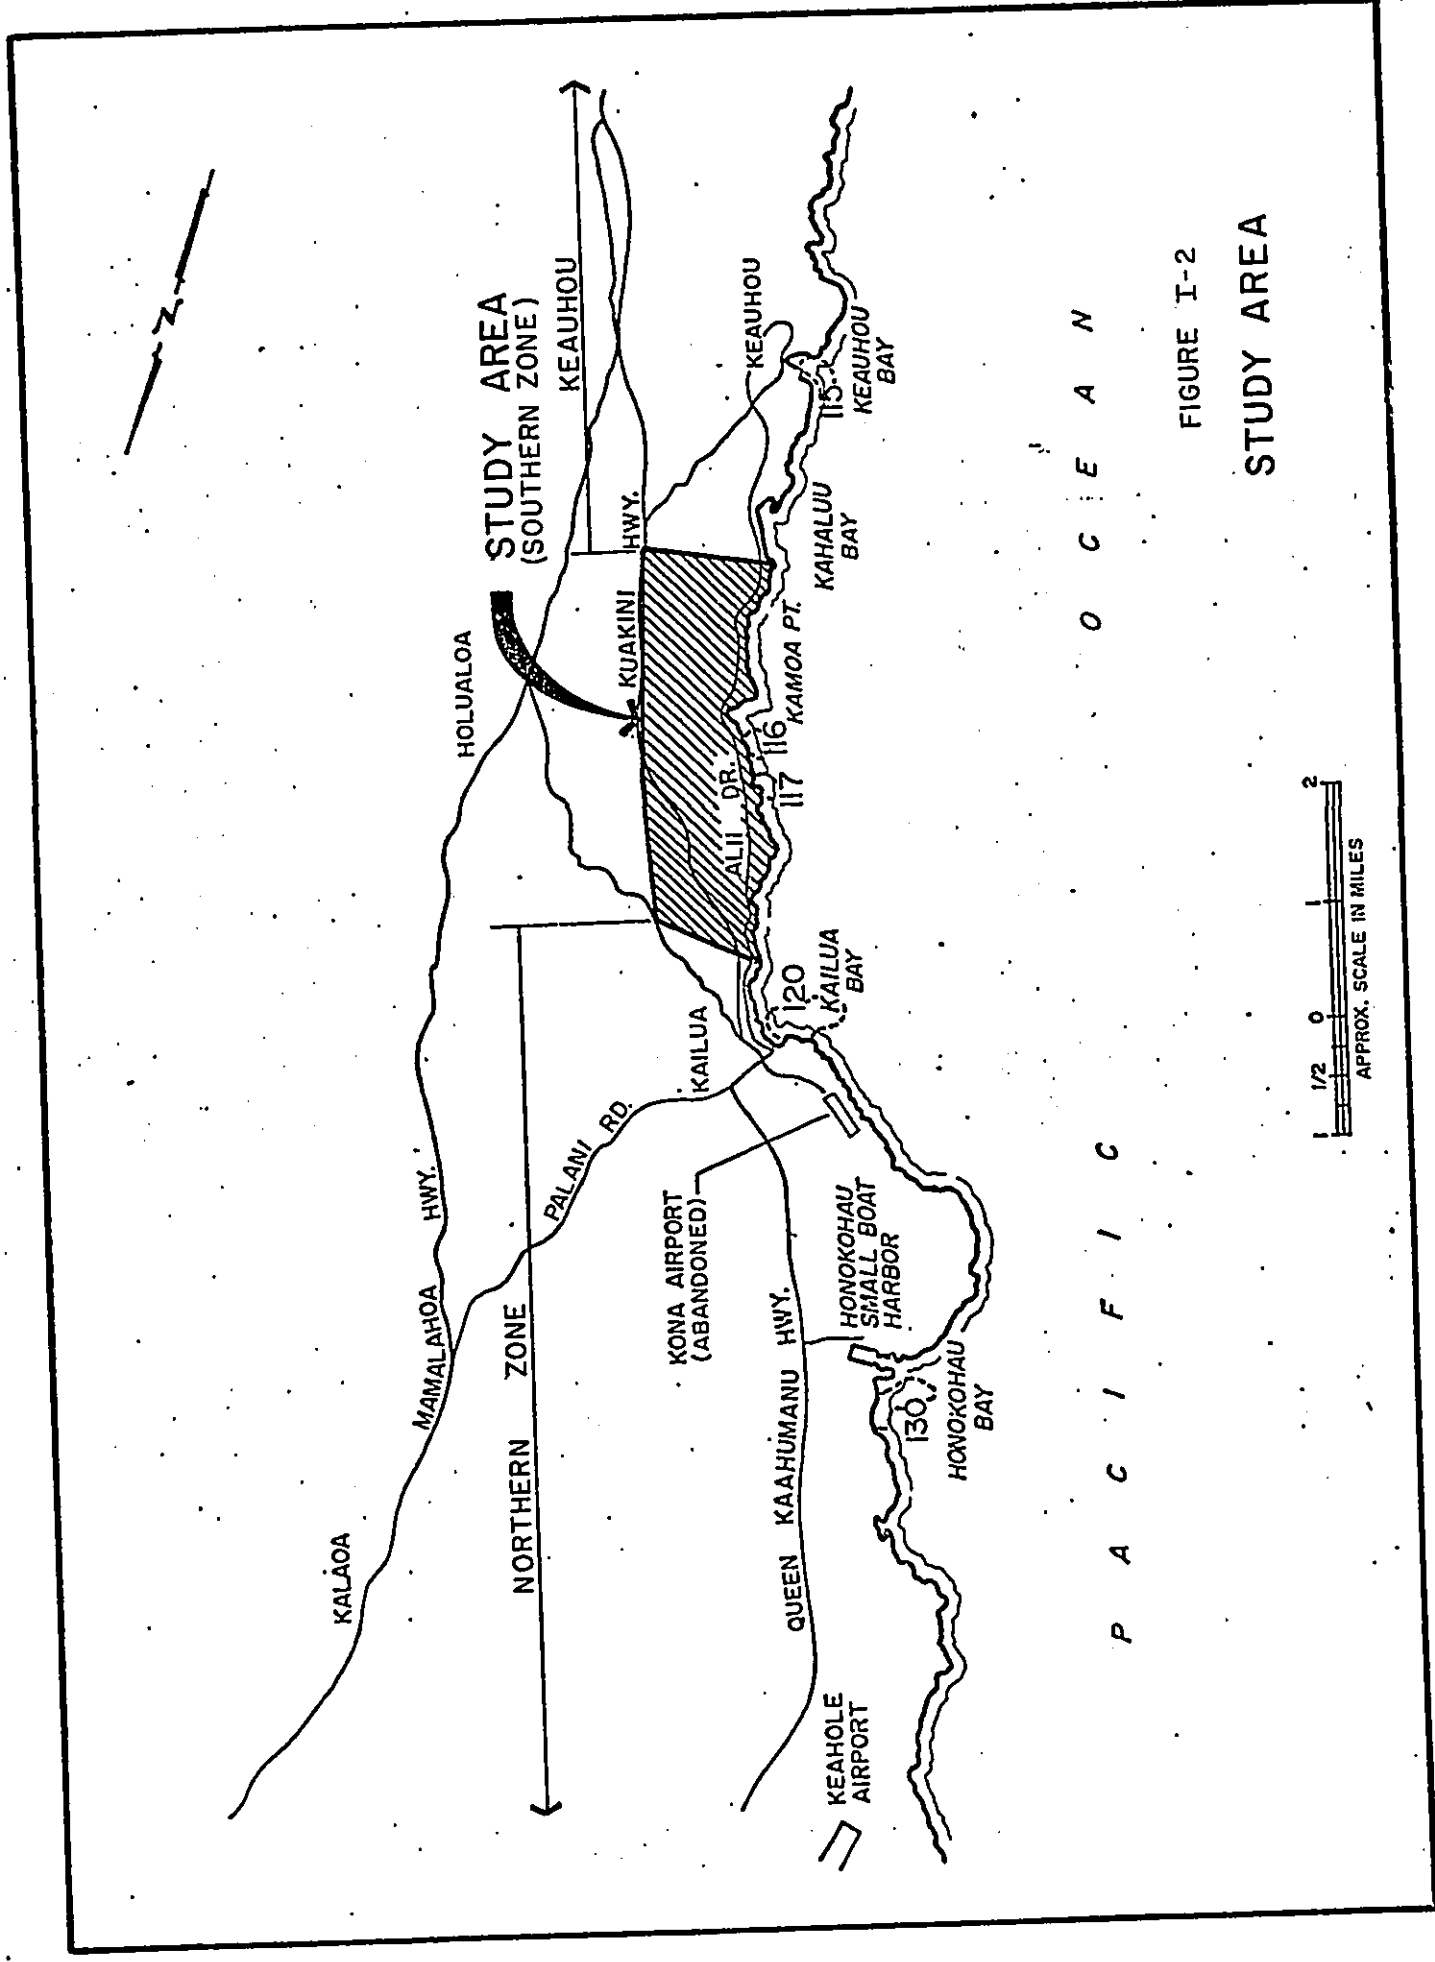 N
STUDY AREA
(SOUTHERN ZONE)
KEAUHOU
HOLUALOA
KUAKINI HWY.
KEAUHOU
115
KEAUHOU
BAY
KAHALUU
BAY
KAMOA PT.
116
117
ALII DR.
120
KAILUA
BAY
KAILUA
PALANI RD.
MAMALAHOA HWY.
KALAOA
NORTHERN ZONE
KONA AIRPORT
(ABANDONED)
QUEEN KAAHUMANU HWY.
HONOKOHAU
SMALL BOAT
HARBOR
130
HONOKOHAU
BAY
KEAHOLE
AIRPORT
PACIFIC OCEAN
1 1/2 0 1 2
APPROX. SCALE IN MILES
FIGURE I-2
STUDY AREA